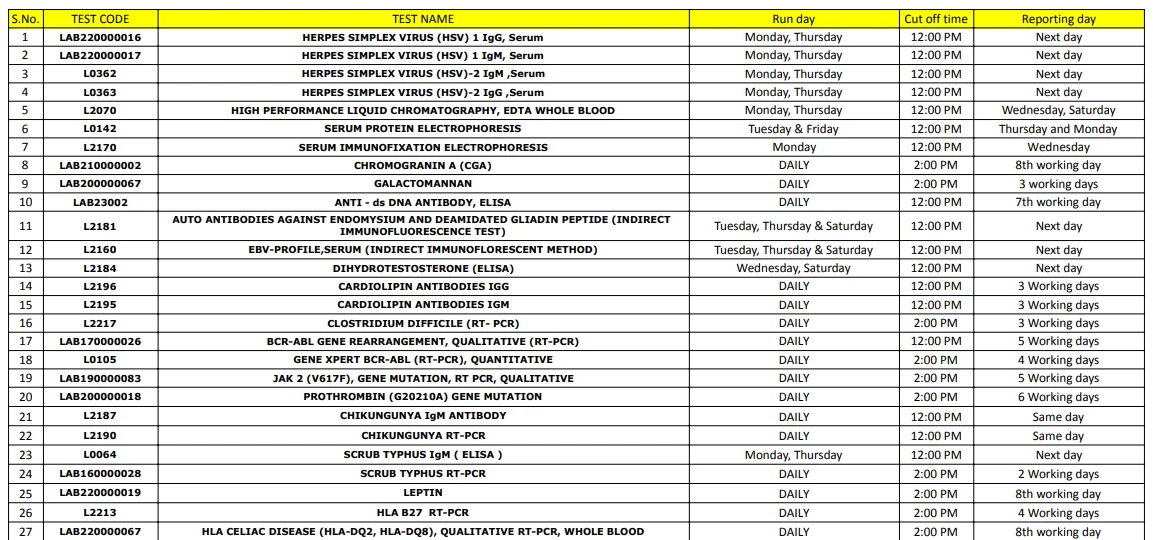 S.No. TEST CODE TEST NAME Run day Cut off time Reporting day
1 LAB220000016 HERPES SIMPLEX VIRUS (HSV) 1 IgG, Serum Monday, Thursday 12:00 PM Next day
2 LAB220000017 HERPES SIMPLEX VIRUS (HSV) 1 IgM, Serum Monday, Thursday 12:00 PM Next day
3 L0362 HERPES SIMPLEX VIRUS (HSV)-2 IgM ,Serum Monday, Thursday 12:00 PM Next day
4 L0363 HERPES SIMPLEX VIRUS (HSV)-2 IgG ,Serum Monday, Thursday 12:00 PM Next day
5 L2070 HIGH PERFORMANCE LIQUID CHROMATOGRAPHY, EDTA WHOLE BLOOD Monday, Thursday 12:00 PM Wednesday, Saturday
6 L0142 SERUM PROTEIN ELECTROPHORESIS Tuesday & Friday 12:00 PM Thursday and Monday
7 L2170 SERUM IMMUNOFIXATION ELECTROPHORESIS Monday 12:00 PM Wednesday
8 LAB210000002 CHROMOGRANIN A (CGA) DAILY 2:00 PM 8th working day
9 LAB200000067 GALACTOMANNAN DAILY 2:00 PM 3 working days
10 LAB23002 ANTI - ds DNA ANTIBODY, ELISA DAILY 12:00 PM 7th working day
11 L2181 AUTO ANTIBODIES AGAINST ENDOMYSIUM AND DEAMIDATED GLIADIN PEPTIDE (INDIRECT
IMMUNOFLUORESCENCE TEST) Tuesday, Thursday & Saturday 12:00 PM Next day
12 L2160 EBV-PROFILE,SERUM (INDIRECT IMMUNOFLORESCENT METHOD) Tuesday, Thursday & Saturday 12:00 PM Next day
13 L2184 DIHYDROTESTOSTERONE (ELISA) Wednesday, Saturday 12:00 PM Next day
14 L2196 CARDIOLIPIN ANTIBODIES IGG DAILY 12:00 PM 3 Working days
15 L2195 CARDIOLIPIN ANTIBODIES IGM DAILY 12:00 PM 3 Working days
16 L2217 CLOSTRIDIUM DIFFICILE (RT- PCR) DAILY 2:00 PM 3 Working days
17 LAB170000026 BCR-ABL GENE REARRANGEMENT, QUALITATIVE (RT-PCR) DAILY 12:00 PM 5 Working days
18 L0105 GENE XPERT BCR-ABL (RT-PCR), QUANTITATIVE DAILY 2:00 PM 4 Working days
19 LAB190000083 JAK 2 (V617F), GENE MUTATION, RT PCR, QUALITATIVE DAILY 2:00 PM 5 Working days
20 LAB200000018 PROTHROMBIN (G20210A) GENE MUTATION DAILY 2:00 PM 6 Working days
21 L2187 CHIKUNGUNYA IgM ANTIBODY DAILY 12:00 PM Same day
22 L2190 CHIKUNGUNYA RT-PCR DAILY 12:00 PM Same day
23 L0064 SCRUB TYPHUS IgM ( ELISA ) Monday, Thursday 12:00 PM Next day
24 LAB160000028 SCRUB TYPHUS RT-PCR DAILY 2:00 PM 2 Working days
25 LAB220000019 LEPTIN DAILY 2:00 PM 8th working day
26 L2213 HLA B27 RT-PCR DAILY 2:00 PM 4 Working days
27 LAB220000067 HLA CELIAC DISEASE (HLA-DQ2, HLA-DQ8), QUALITATIVE RT-PCR, WHOLE BLOOD DAILY 2:00 PM 8th working day